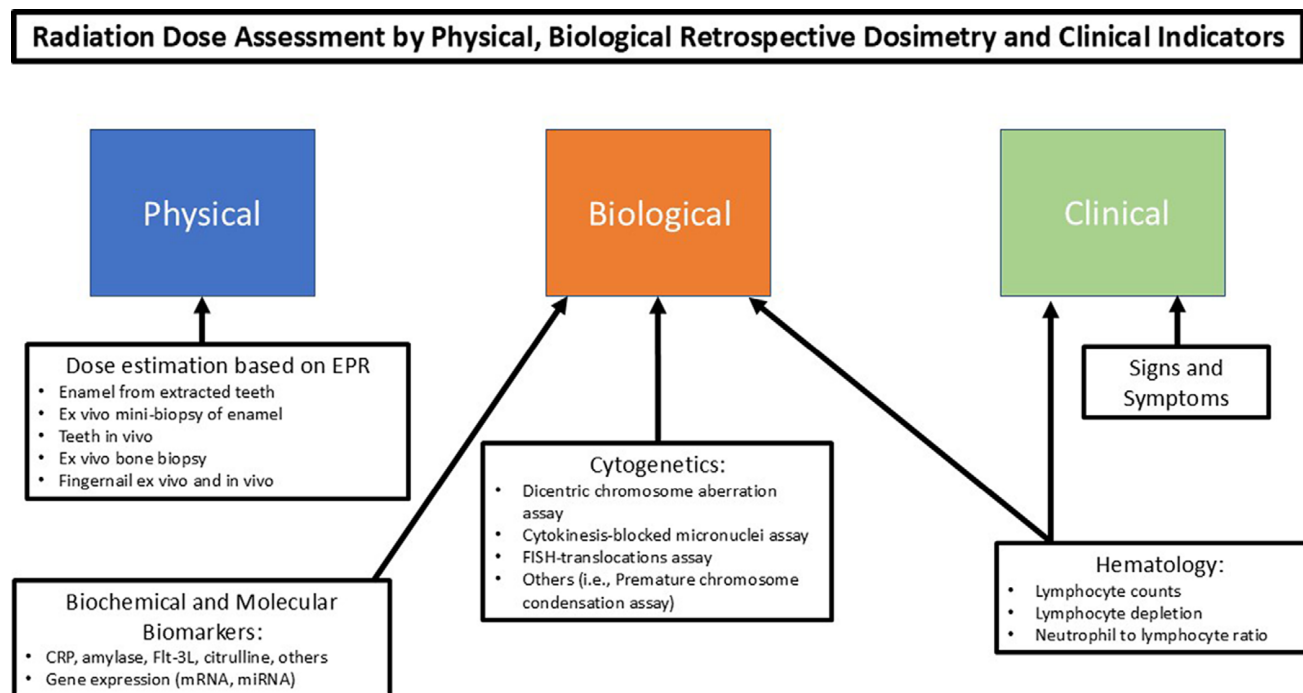 Radiation Dose Assessment by Physical, Biological Retrospective Dosimetry and Clinical Indicators
Physical
Biological
Clinical
Dose estimation based on EPR
• Enamel from extracted teeth
• Ex vivo mini-biopsy of enamel
• Teeth in vivo
• Ex vivo bone biopsy
• Fingernail ex vivo and in vivo
Signs and
Symptoms
Cytogenetics:
• Dicentric chromosome aberration
assay
• Cytokinesis-blocked micronuclei assay
• FISH-translocations assay
• Others (i.e., Premature chromosome
condensation assay)
Biochemical and Molecular
Biomarkers:
• CRP, amylase, Flt-3L, citrulline, others
• Gene expression (mRNA, miRNA)
Hematology:
• Lymphocyte counts
• Lymphocyte depletion
• Neutrophil to lymphocyte ratio